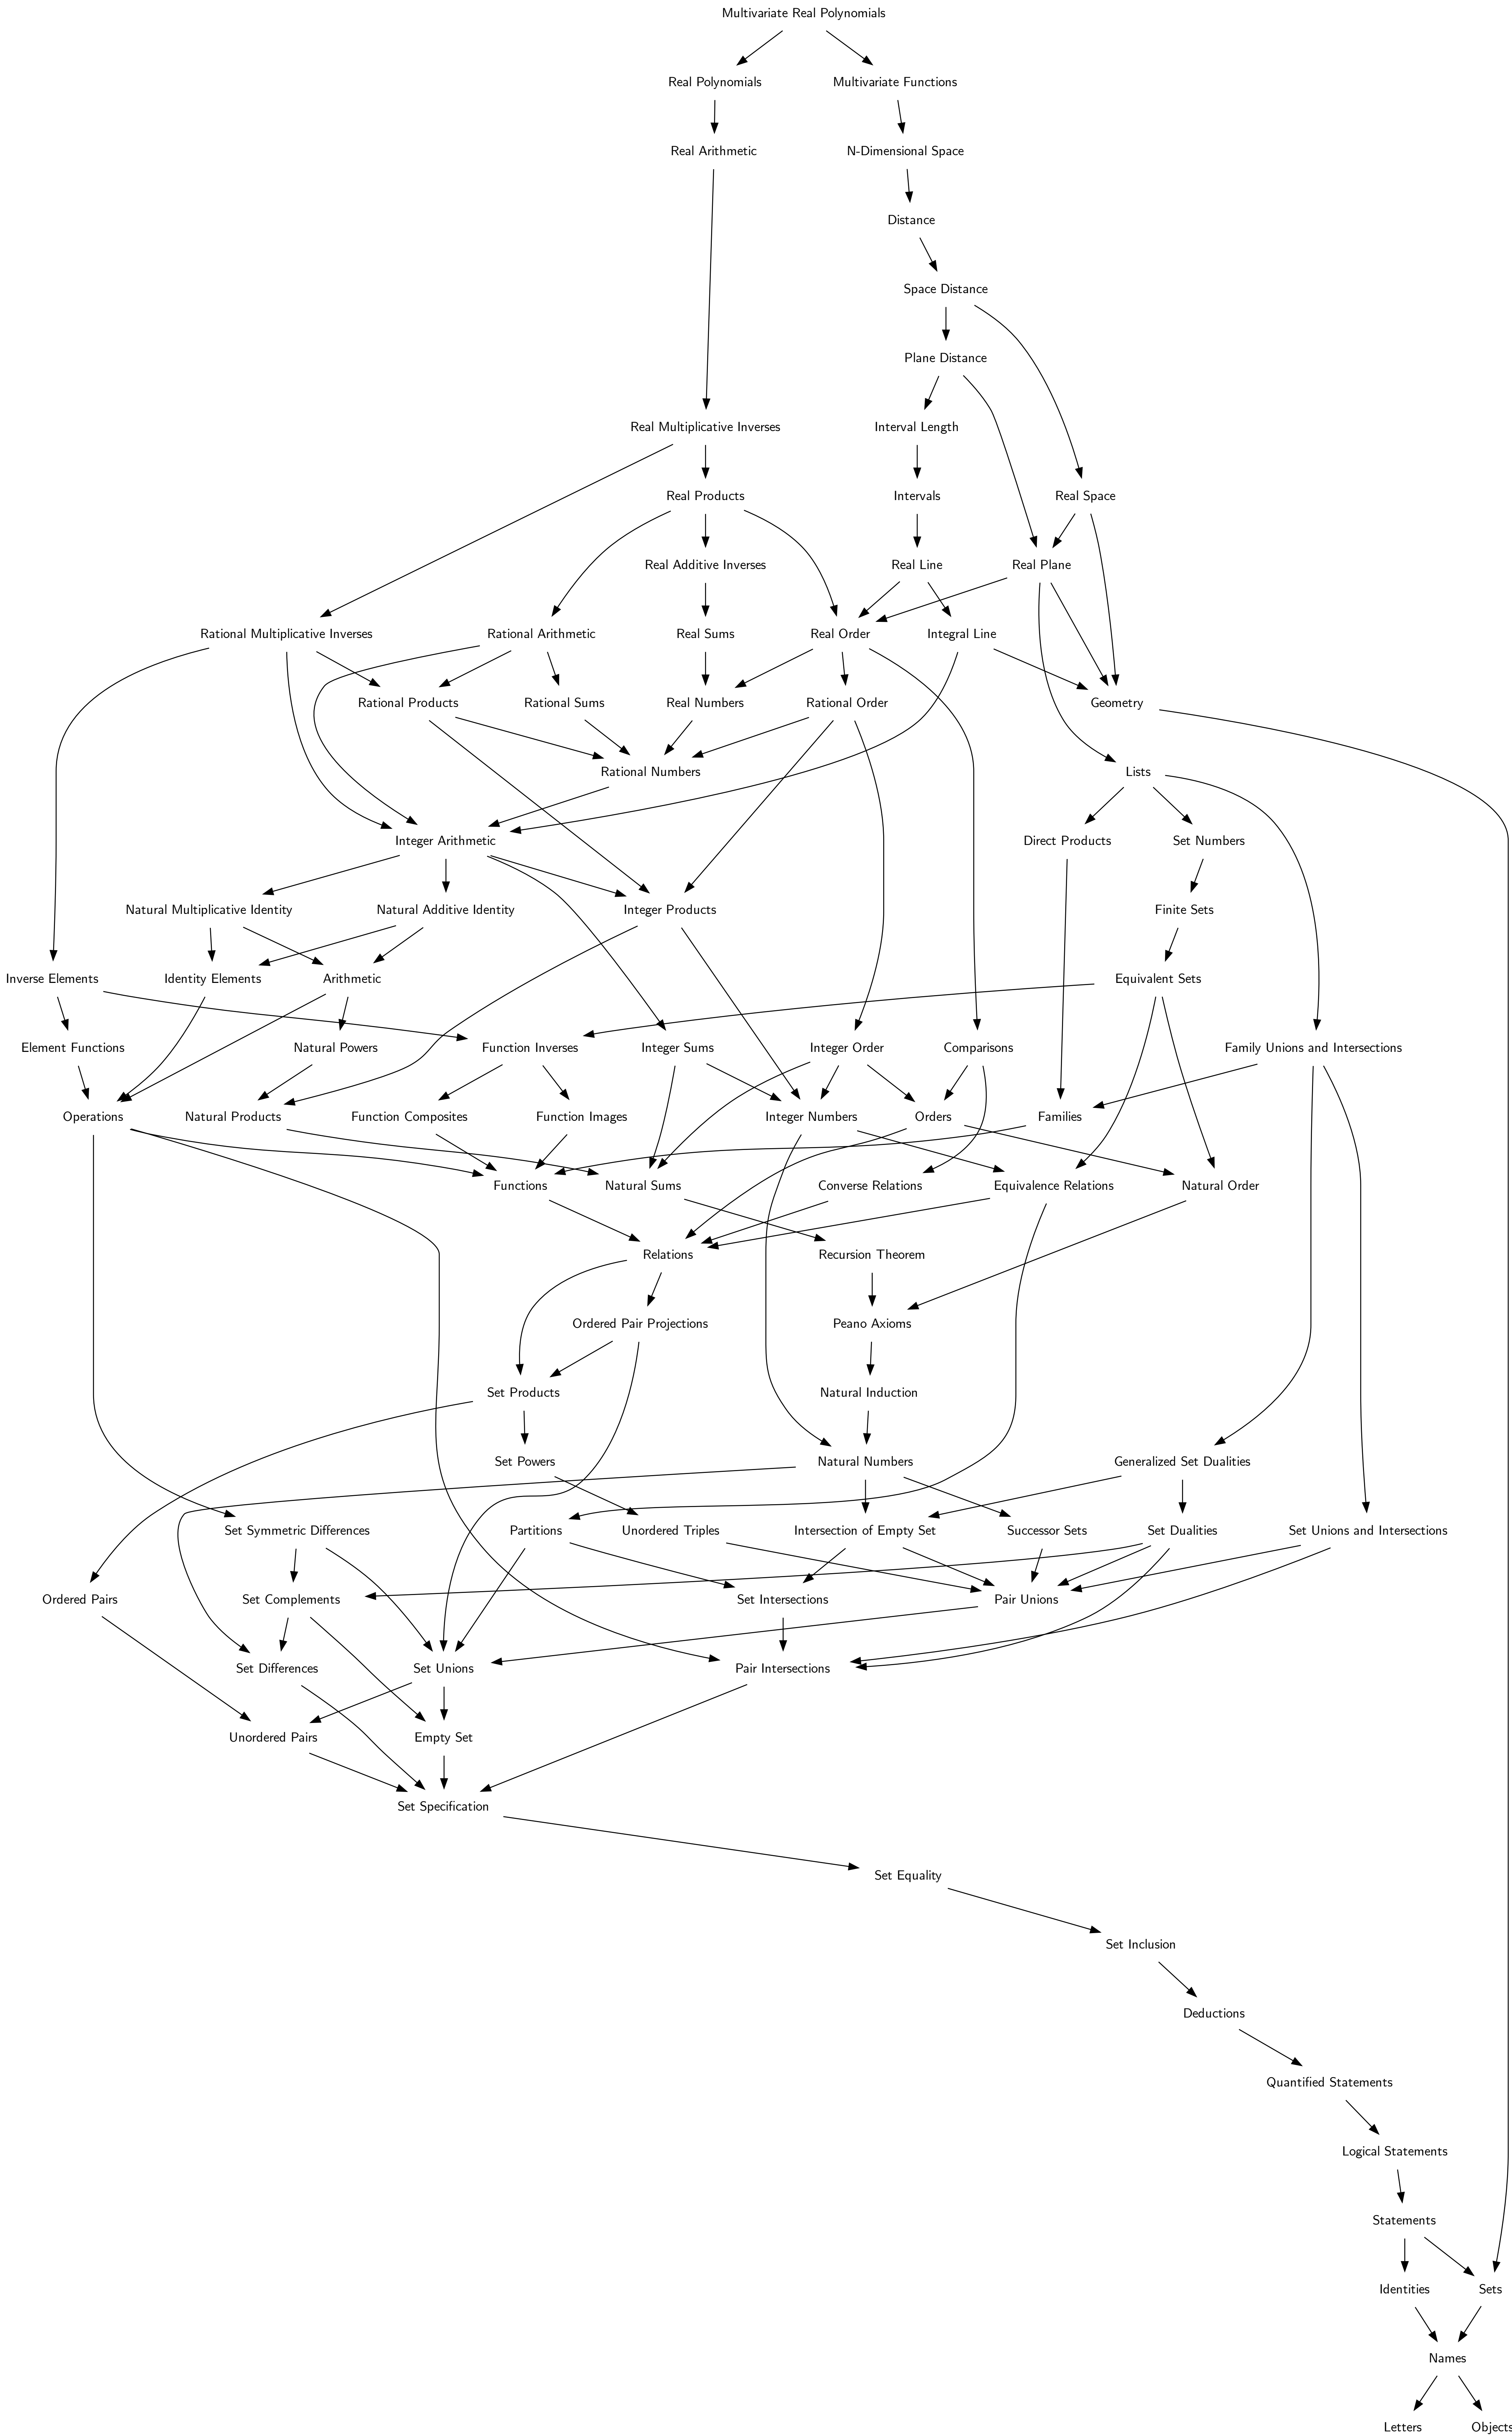 Multivariate Real Polynomials
Real Polynomials
Multivariate Functions
Real Arithmetic
N-Dimensional Space
Distance
Space Distance
Plane Distance
Real Multiplicative Inverses
Interval Length
Real Products
Intervals
Real Space
Real Additive Inverses
Real Line
Real Plane
Rational Multiplicative Inverses
Rational Arithmetic
Real Sums
Real Order
Integral Line
Rational Products
Rational Sums
Real Numbers
Rational Order
Geometry
Rational Numbers
Lists
Integer Arithmetic
Direct Products
Set Numbers
Natural Multiplicative Identity
Natural Additive Identity
Integer Products
Finite Sets
Inverse Elements
Identity Elements
Arithmetic
Equivalent Sets
Element Functions
Natural Powers
Function Inverses
Integer Sums
Integer Order
Comparisons
Family Unions and Intersections
Operations
Natural Products
Function Composites
Function Images
Integer Numbers
Orders
Families
Functions
Natural Sums
Converse Relations
Equivalence Relations
Natural Order
Relations
Recursion Theorem
Ordered Pair Projections
Peano Axioms
Set Products
Natural Induction
Set Powers
Natural Numbers
Generalized Set Dualities
Set Symmetric Differences
Partitions
Unordered Triples
Intersection of Empty Set
Successor Sets
Set Dualities
Set Unions and Intersections
Ordered Pairs
Set Complements
Set Intersections
Pair Unions
Set Differences
Set Unions
Pair Intersections
Unordered Pairs
Empty Set
Set Specification
Set Equality
Set Inclusion
Deductions
Quantified Statements
Logical Statements
Statements
Identities
Sets
Names
Letters
Objects